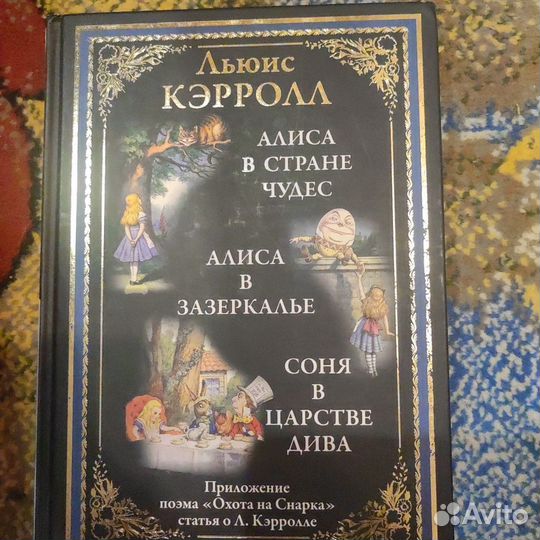 Льюис
КЭРРОЛЛ
АЛИСА
В СТРАНЕ
ЧУДЕС
АЛИСА
В
ЗАЗЕРКАЛЬЕ
СОНЯ
В
ЦАРСТВЕ
ДИВА
Приложение
поэма «Охота на Снарка»
статья о Л. Кэрролле
Avito